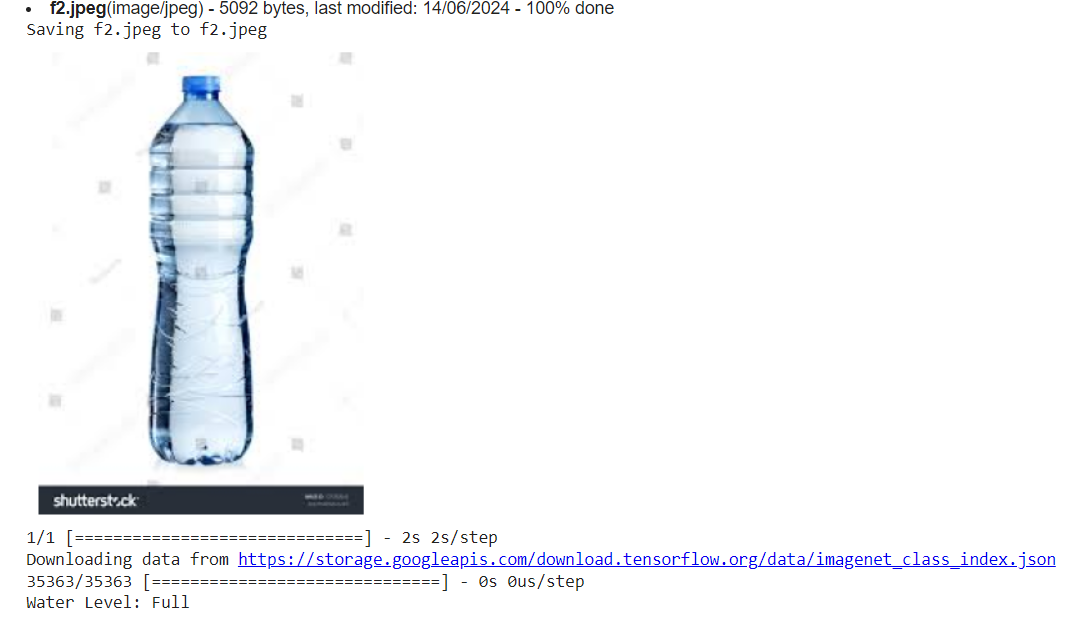 • f2.jpeg(image/jpeg) - 5092 bytes, last modified: 14/06/2024 - 100% done
Saving f2.jpeg to f2.jpeg
shutterstock
1/1 [==============================] - 2s 2s/step
Downloading data from https://storage.googleapis.com/download.tensorflow.org/data/imagenet_class_index.json
35363/35363 [==============================] - 0s 0us/step
Water Level: Full